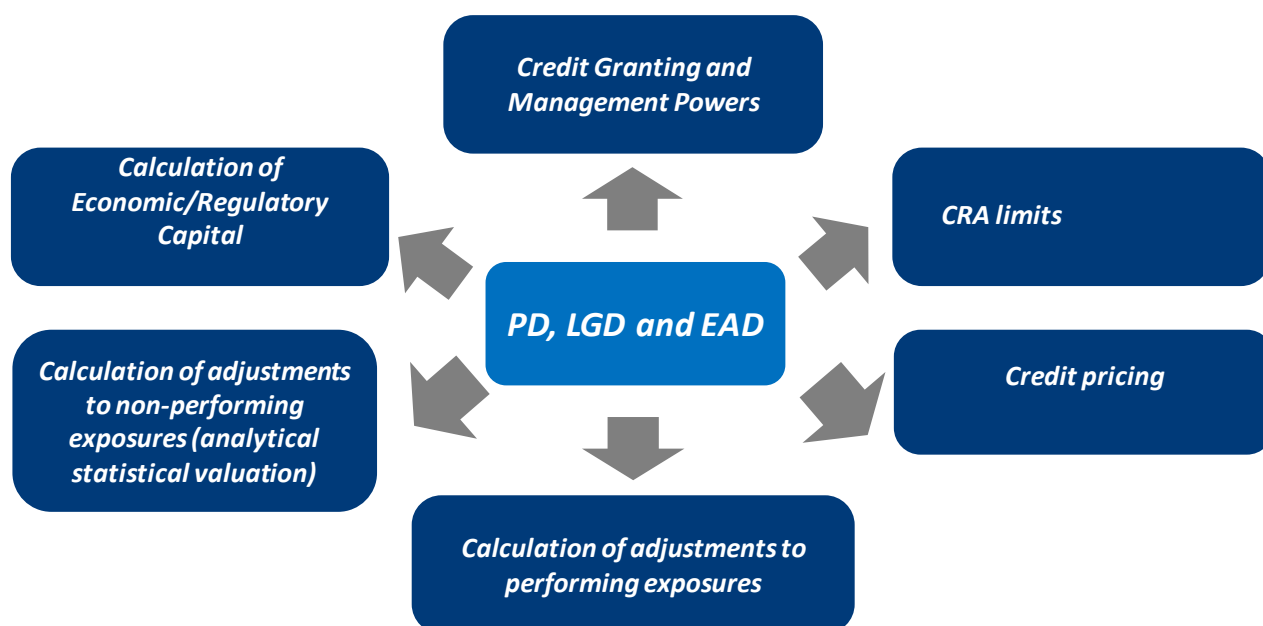 Credit Granting and
Management Powers
Calculation of
Economic/Regulatory
Capital
CRA limits
PD, LGD and EAD
Calculation of adjustments
to non-performing
exposures (analytical
statistical valuation)
Credit pricing
Calculation of adjustments to
performing exposures